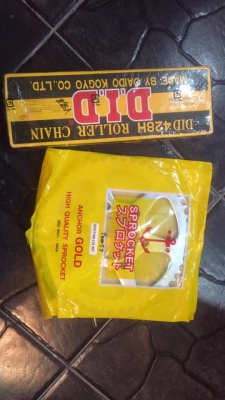 DID428H ROLLER CHAIN
D.I.D
MADE BY DAIDO KOGYO CO.,LTD.
SPROCKET
スプロケット
ANCHOR GOLD
HIGH QUALITY SPROCKET